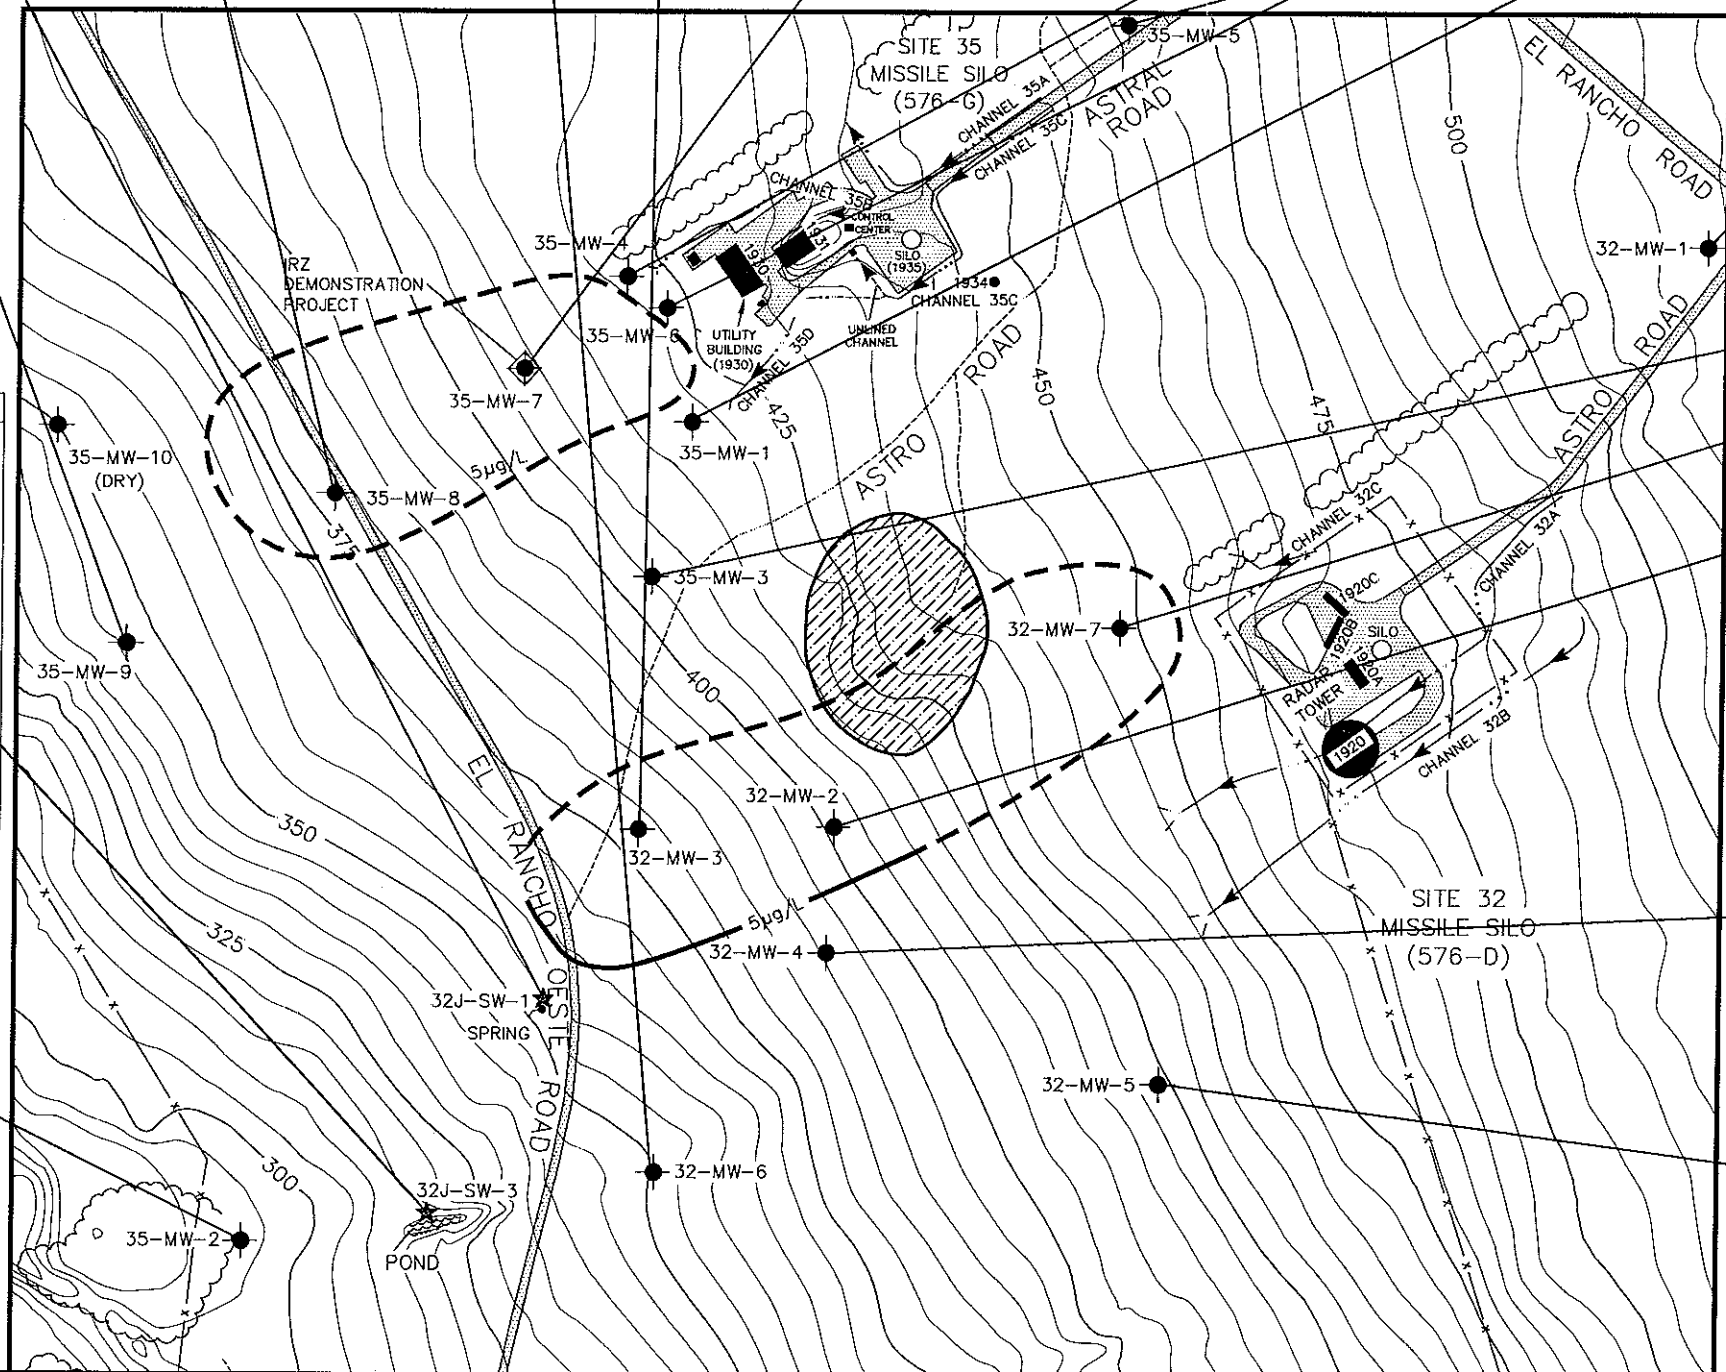 SITE 35
MISSILE SILO
(576-G)
35-MW-5
ASTRAL
ROAD
EL RANCHO
ROAD
CHANNEL 35A
CHANNEL 35C
500
CHANNEL 35B
CONTROL
CENTER
1931
1930
SILO
(1935)
1934
CHANNEL 35C
35-MW-4
IRZ
DEMONSTRATION
PROJECT
35-MW-6
UTILITY
BUILDING
(1930)
UNLINED
CHANNEL
CHANNEL 35D
32-MW-1
35-MW-7
35-MW-1
425
450
475
ASTRO
ROAD
ASTRO
ROAD
35-MW-10
(DRY)
35-MW-8
5µg/L
375
CHANNEL 32C
CHANNEL 32A
35-MW-3
32-MW-7
1920C
1920B
SILO
1920A
RADAR
TOWER
1920
CHANNEL 32B
35-MW-9
400
EL
RANCHO
OESTE
ROAD
32-MW-2
350
32-MW-3
5µg/L
325
32-MW-4
SITE 32
MISSILE SILO
(576-D)
32J-SW-1
SPRING
32-MW-5
300
32-MW-6
32J-SW-3
35-MW-2
POND